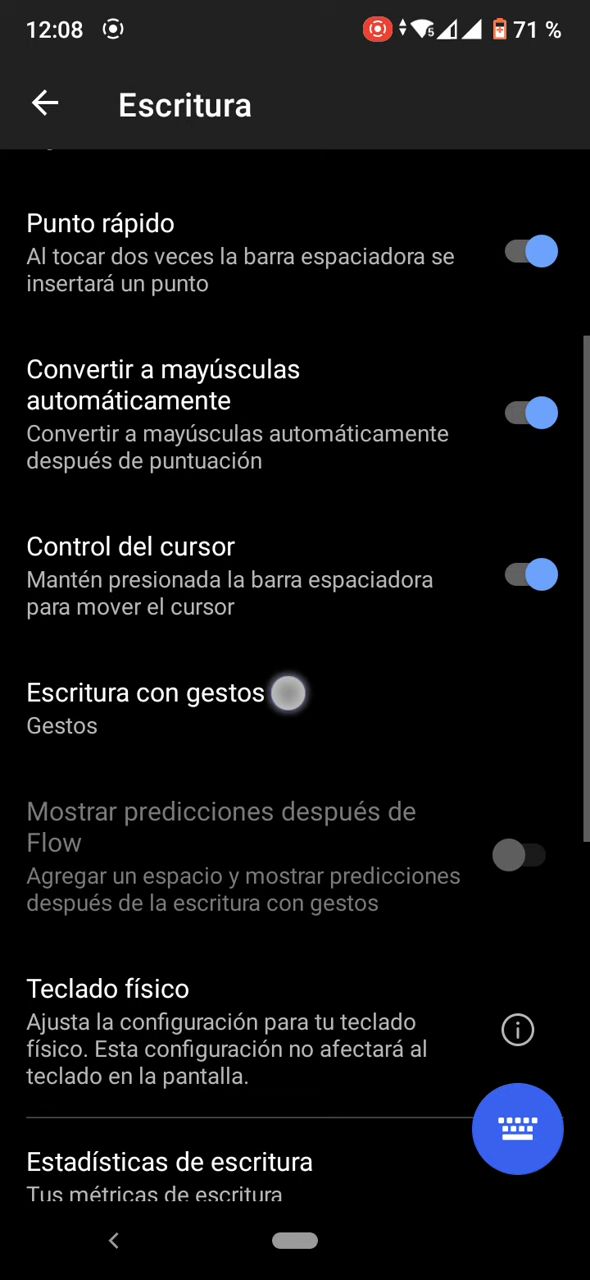 12:08
5
71 %
Escritura
Punto rápido
Al tocar dos veces la barra espaciadora se
insertará un punto
Convertir a mayúsculas
automáticamente
Convertir a mayúsculas automáticamente
después de puntuación
Control del cursor
Mantén presionada la barra espaciadora
para mover el cursor
Escritura con gestos
Gestos
Mostrar predicciones después de
Flow
Agregar un espacio y mostrar predicciones
después de la escritura con gestos
Teclado físico
Ajusta la configuración para tu teclado
físico. Esta configuración no afectará al
teclado en la pantalla.
Estadísticas de escritura
Tus métricas de escritura